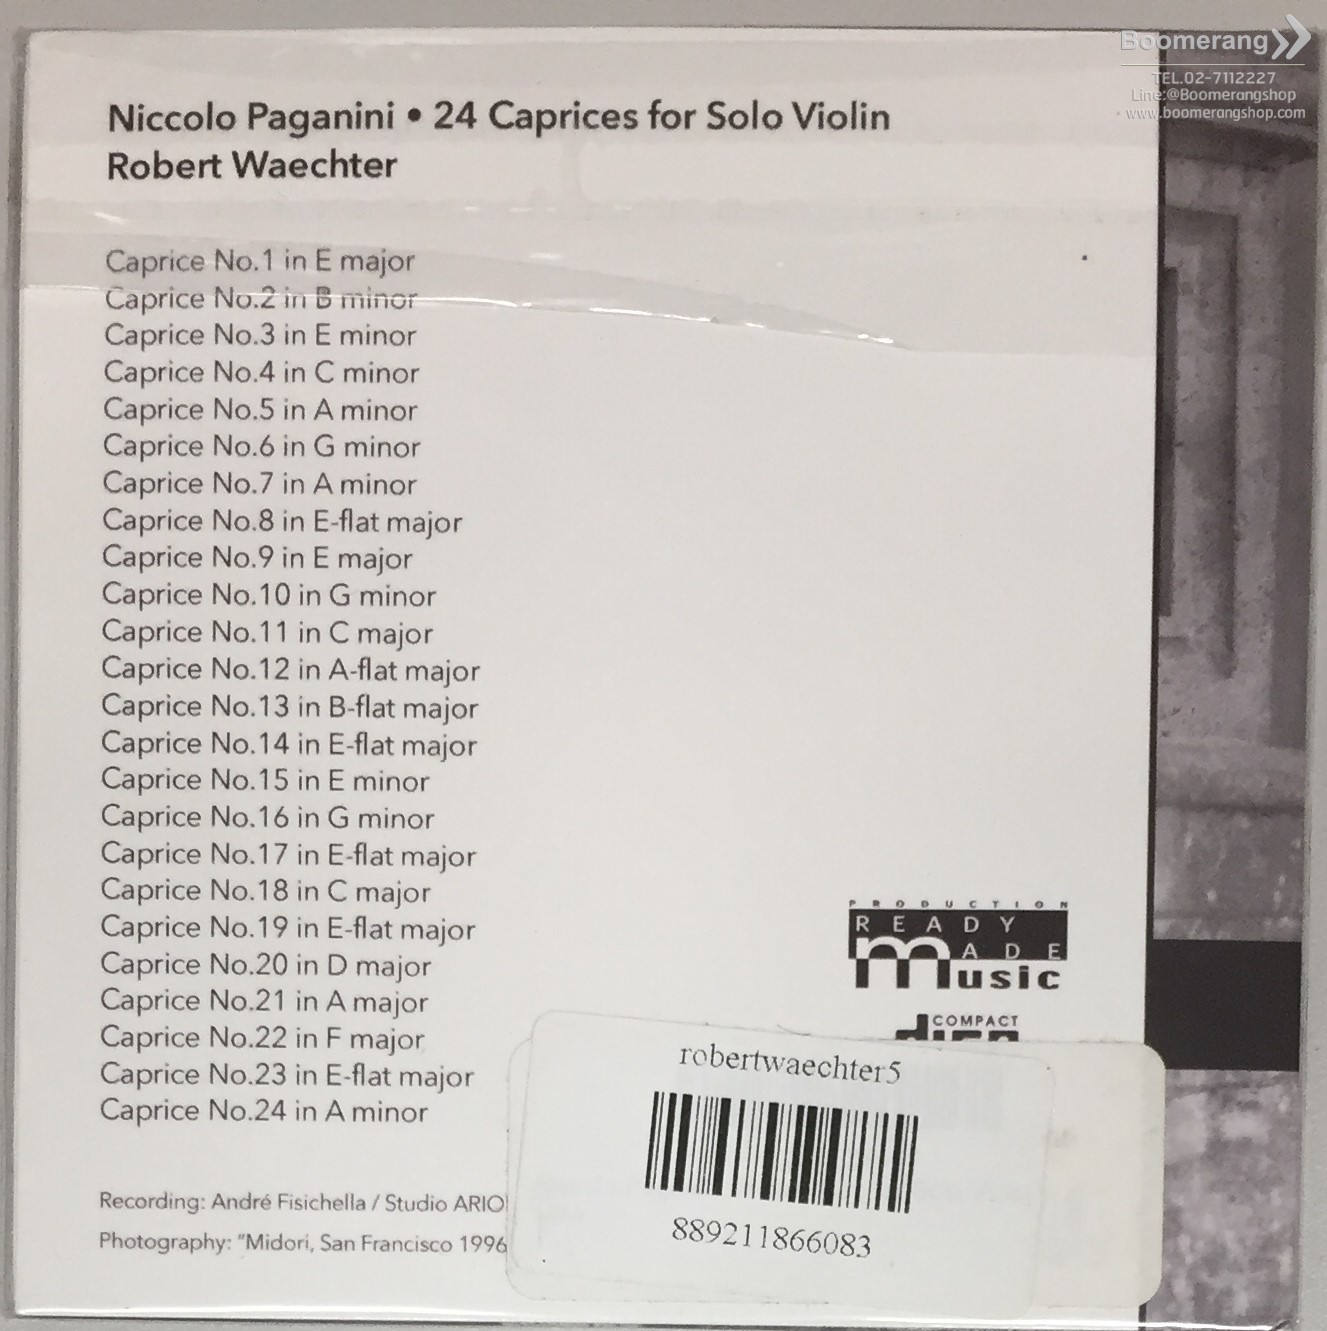 Boomerang
TEL.02-7112227
Line:@Boomerangshop
www.boomerangshop.com
Niccolo Paganini • 24 Caprices for Solo Violin
Robert Waechter
Caprice No.1 in E major
Caprice No.2 in B minor
Caprice No.3 in E minor
Caprice No.4 in C minor
Caprice No.5 in A minor
Caprice No.6 in G minor
Caprice No.7 in A minor
Caprice No.8 in E-flat major
Caprice No.9 in E major
Caprice No.10 in G minor
Caprice No.11 in C major
Caprice No.12 in A-flat major
Caprice No.13 in B-flat major
Caprice No.14 in E-flat major
Caprice No.15 in E minor
Caprice No.16 in G minor
Caprice No.17 in E-flat major
Caprice No.18 in C major
Caprice No.19 in E-flat major
Caprice No.20 in D major
Caprice No.21 in A major
Caprice No.22 in F major
Caprice No.23 in E-flat major
Caprice No.24 in A minor
PRODUCTION
READY
MADE
music
COMPACT
disc
robertwaechter5
889211866083
Recording: André Fisichella / Studio ARIO
Photography: "Midori, San Francisco 1996